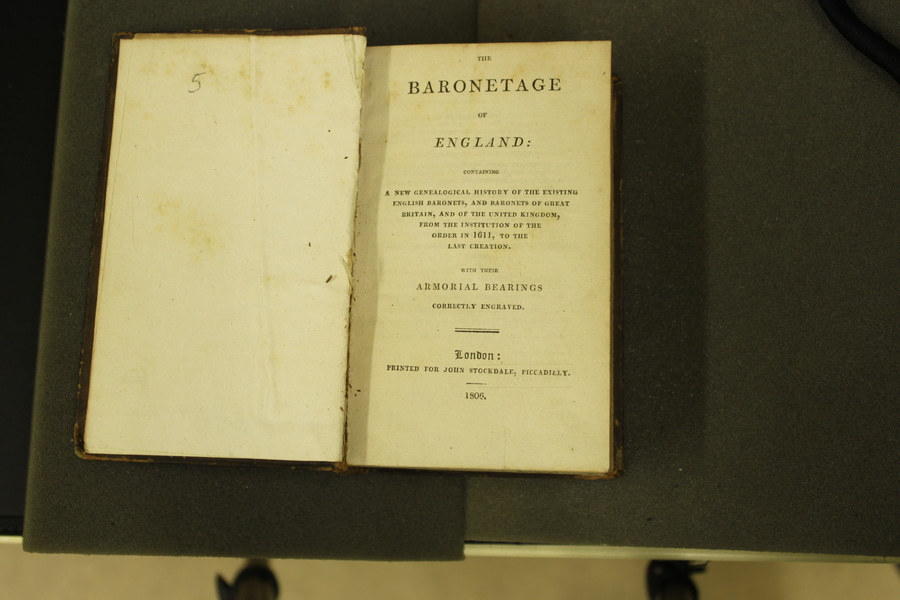 5
THE
BARONETAGE
OF
ENGLAND:
CONTAINING
A NEW GENEALOGICAL HISTORY OF THE EXISTING
ENGLISH BARONETS, AND BARONETS OF GREAT
BRITAIN, AND OF THE UNITED KINGDOM,
FROM THE INSTITUTION OF THE
ORDER IN 1611, TO THE
LAST CREATION.
WITH THEIR
ARMORIAL BEARINGS
CORRECTLY ENGRAVED.
London:
PRINTED FOR JOHN STOCKDALE, PICCADILLY.
1806.